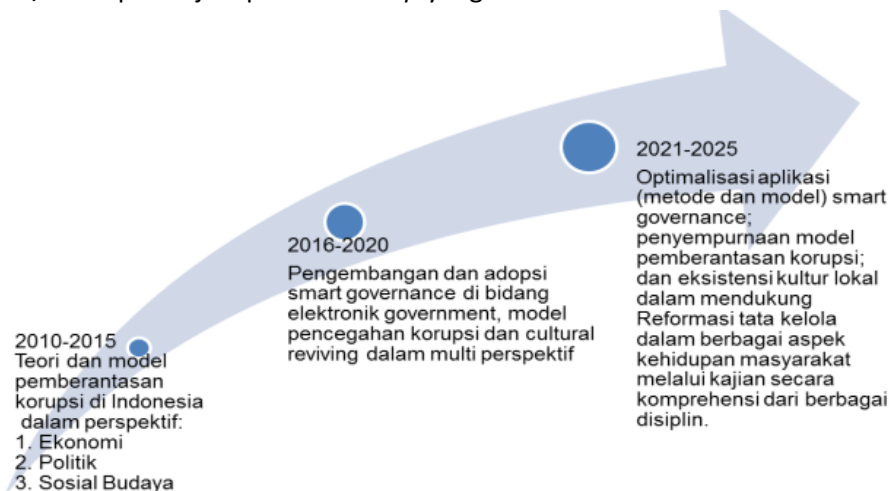 2010-2015
Teori dan model
pemberantasan
korupsi di Indonesia
dalam perspektif:
1. Ekonomi
2. Politik
3. Sosial Budaya
2016-2020
Pengembangan dan adopsi
smart governance di bidang
elektronik government, model
pencegahan korupsi dan cultural
reviving dalam multi perspektif
2021-2025
Optimalisasi aplikasi
(metode dan model) smart
governance;
penyempurnaan model
pemberantasan korupsi;
dan eksistensi kultur lokal
dalam mendukung
Reformasi tata kelola
dalam berbagai aspek
kehidupan masyarakat
melalui kajian secara
komprehensi dari berbagai
disiplin.